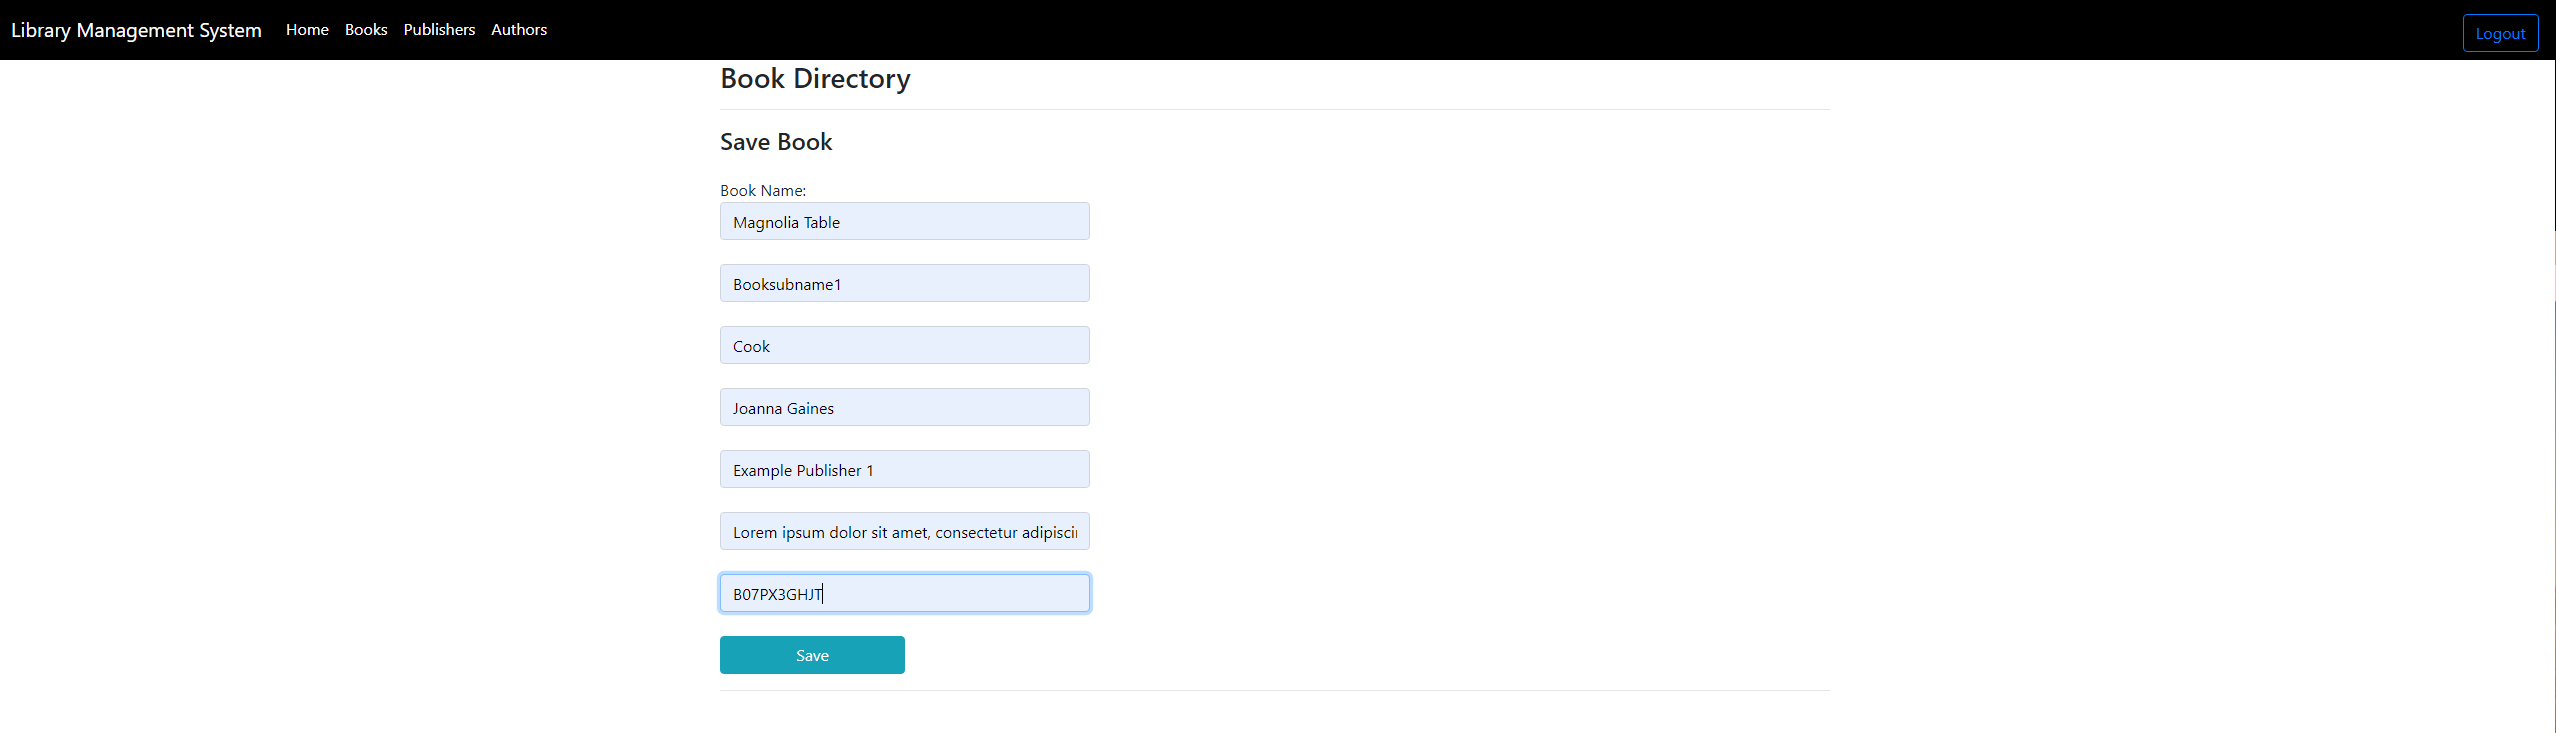 Library Management System Home Books Publishers Authors Logout
Book Directory
Save Book
Book Name:
Magnolia Table
Booksubname1
Cook
Joanna Gaines
Example Publisher 1
Lorem ipsum dolor sit amet, consectetur adipisci
B07PX3GHJT
Save